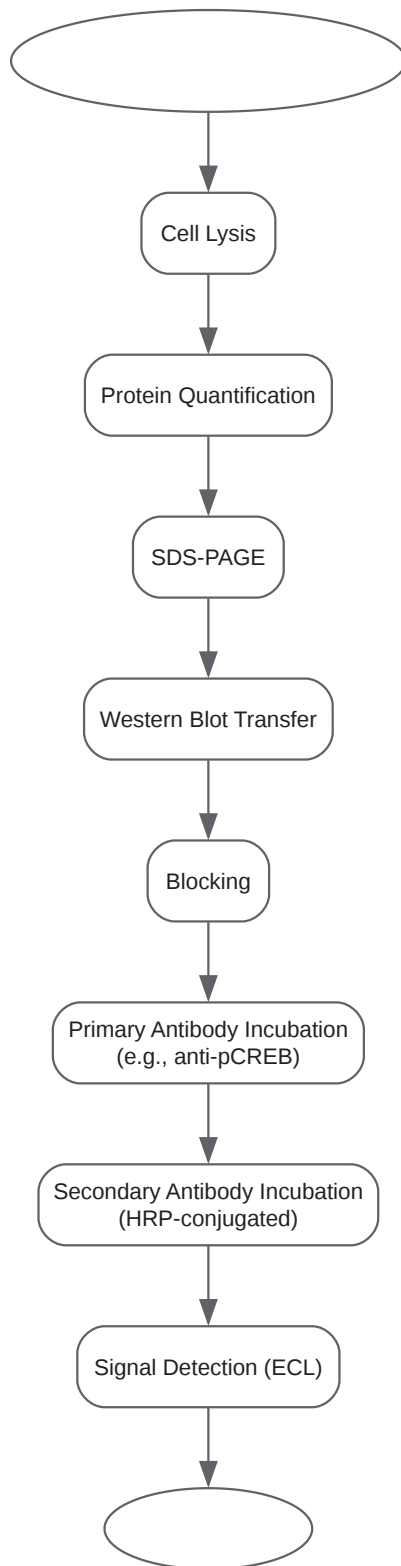 Cell Lysis
Protein Quantification
SDS-PAGE
Western Blot Transfer
Blocking
Primary Antibody Incubation
(e.g., anti-pCREB)
Secondary Antibody Incubation
(HRP-conjugated)
Signal Detection (ECL)